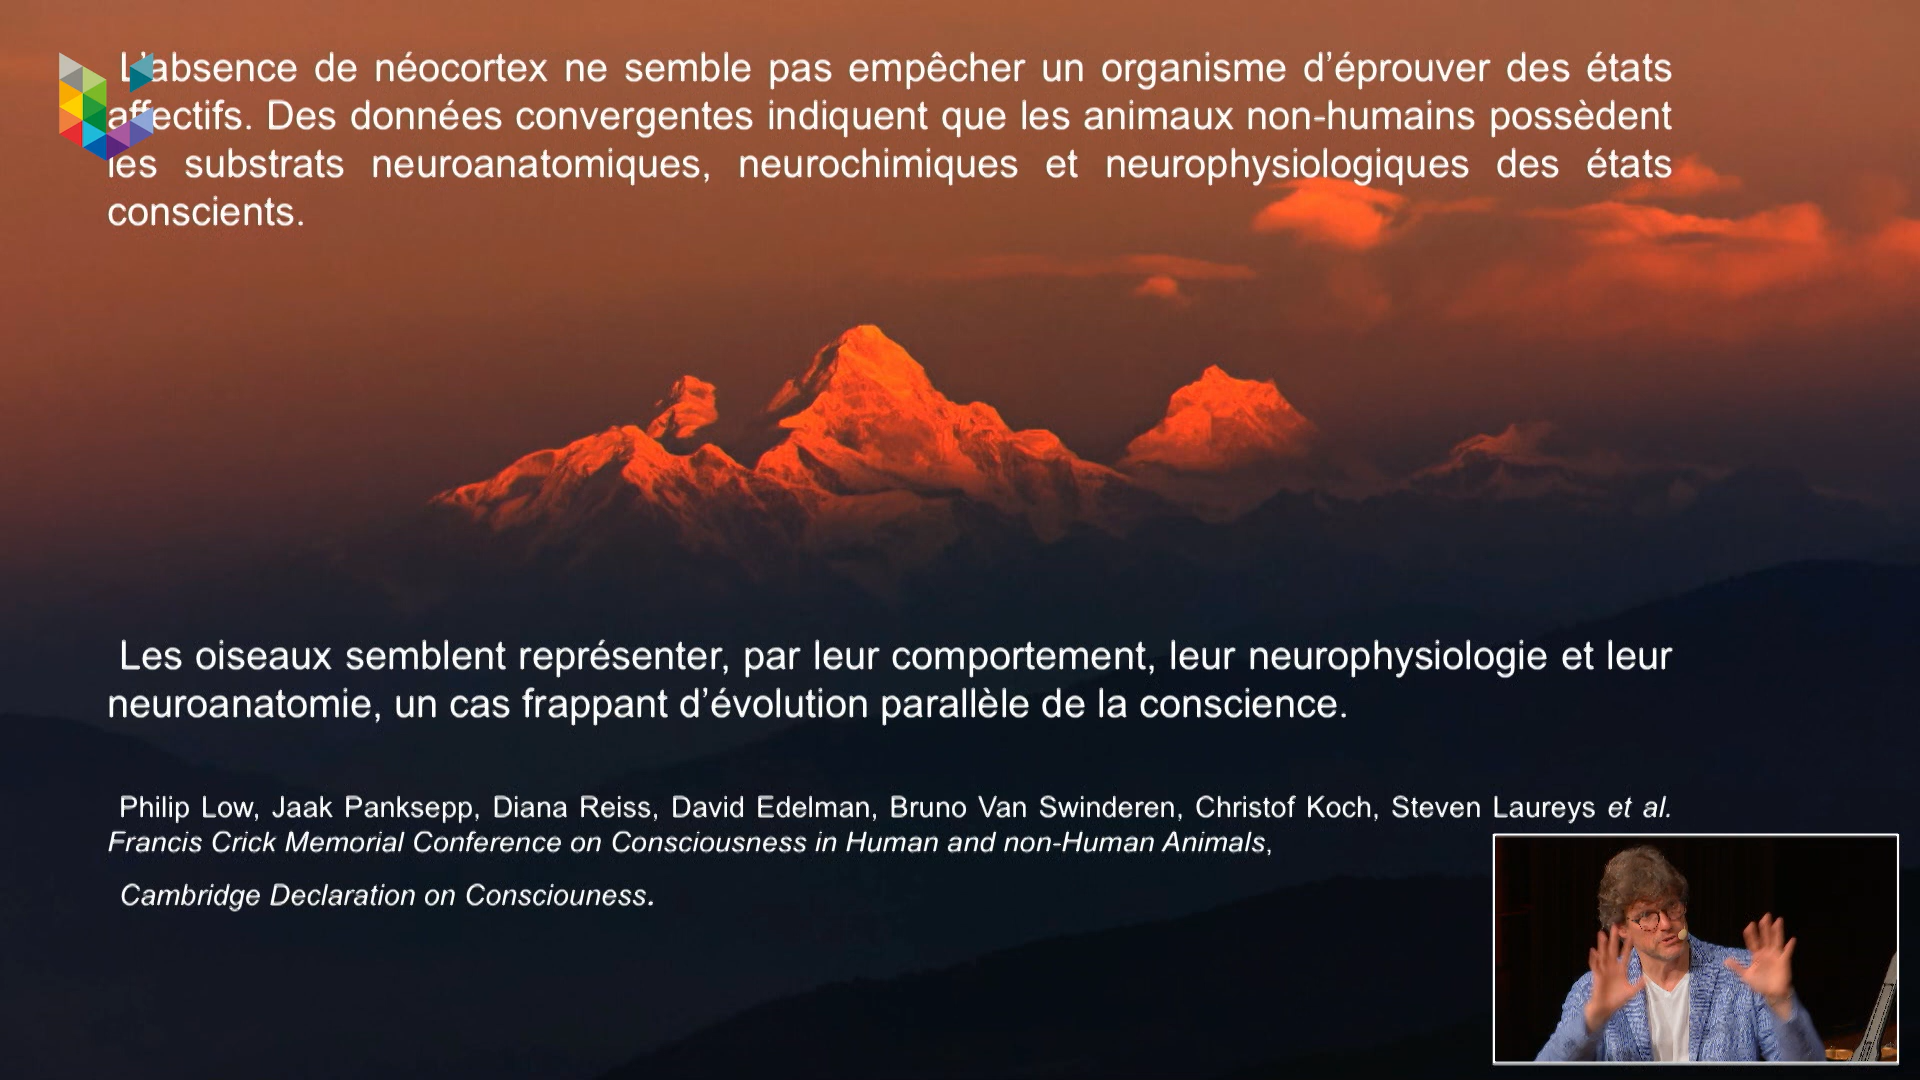 L’absence de néocortex ne semble pas empêcher un organisme d’éprouver des états
affectifs. Des données convergentes indiquent que les animaux non-humains possèdent
les substrats neuroanatomiques, neurochimiques et neurophysiologiques des états
conscients.
Les oiseaux semblent représenter, par leur comportement, leur neurophysiologie et leur
neuroanatomie, un cas frappant d’évolution parallèle de la conscience.
Philip Low, Jaak Panksepp, Diana Reiss, David Edelman, Bruno Van Swinderen, Christof Koch, Steven Laureys et al.
Francis Crick Memorial Conference on Consciousness in Human and non-Human Animals,
Cambridge Declaration on Consciouness.